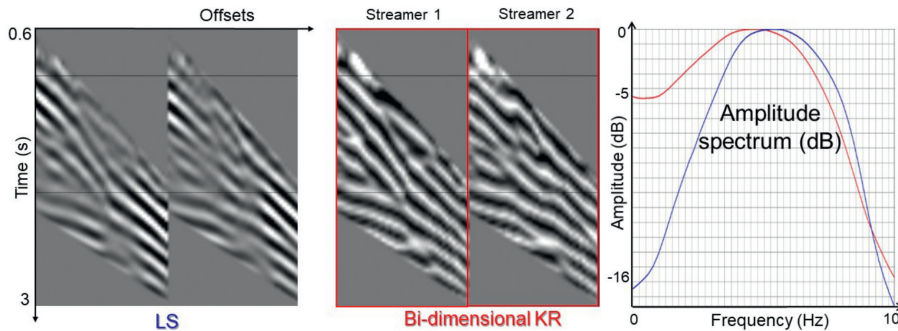 Offsets
Streamer 1
Streamer 2
0.6
Time (s)
3
LS
Bi-dimensional KR
0
-5
-16
Amplitude (dB)
Amplitude
spectrum (dB)
0
Frequency (Hz)
10